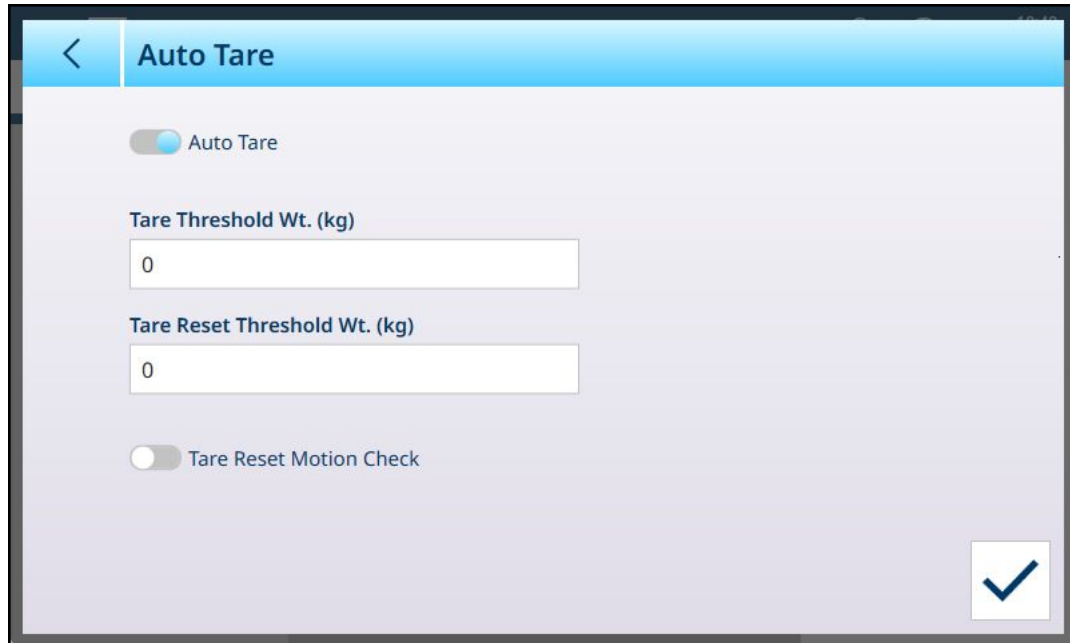 Auto Tare
Auto Tare
Tare Threshold Wt. (kg)
0
Tare Reset Threshold Wt. (kg)
0
Tare Reset Motion Check